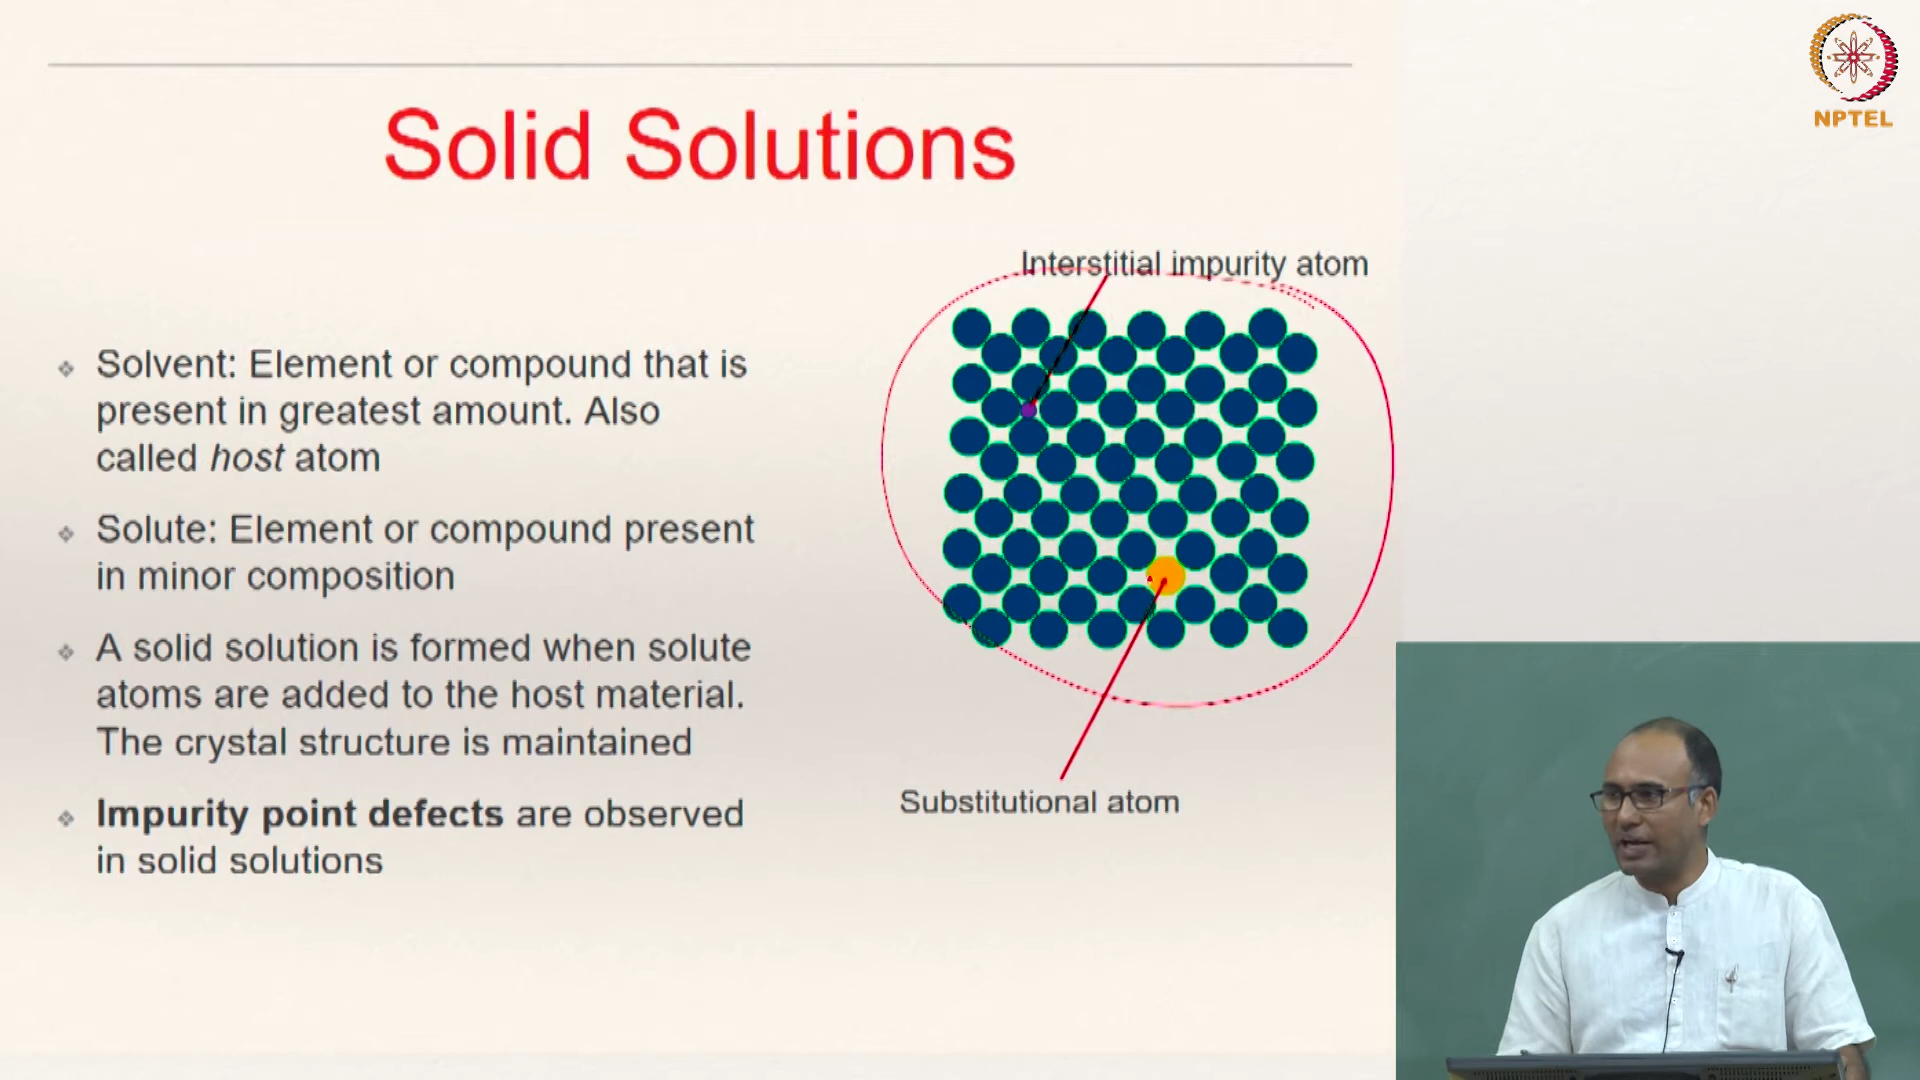 NPTEL
Solid Solutions
Interstitial impurity atom
Solvent: Element or compound that is
present in greatest amount. Also
called host atom
Solute: Element or compound present
in minor composition
A solid solution is formed when solute
atoms are added to the host material.
The crystal structure is maintained
Impurity point defects are observed
in solid solutions
Substitutional atom